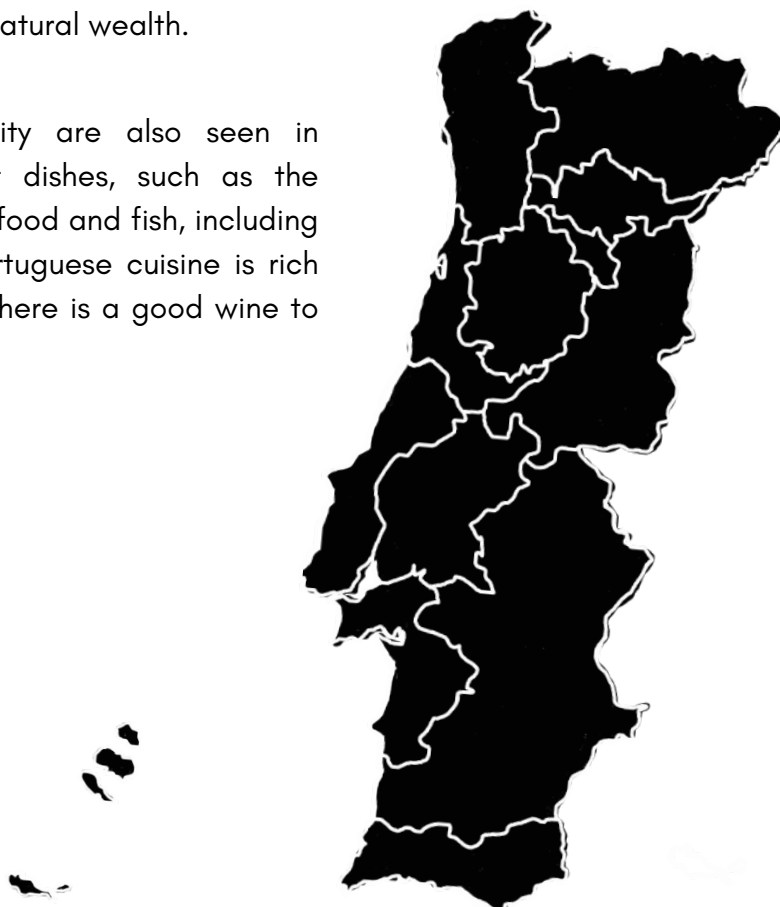 atural wealth.
ity are also seen in
dishes, such as the
food and fish, including
rtuguese cuisine is rich
here is a good wine to